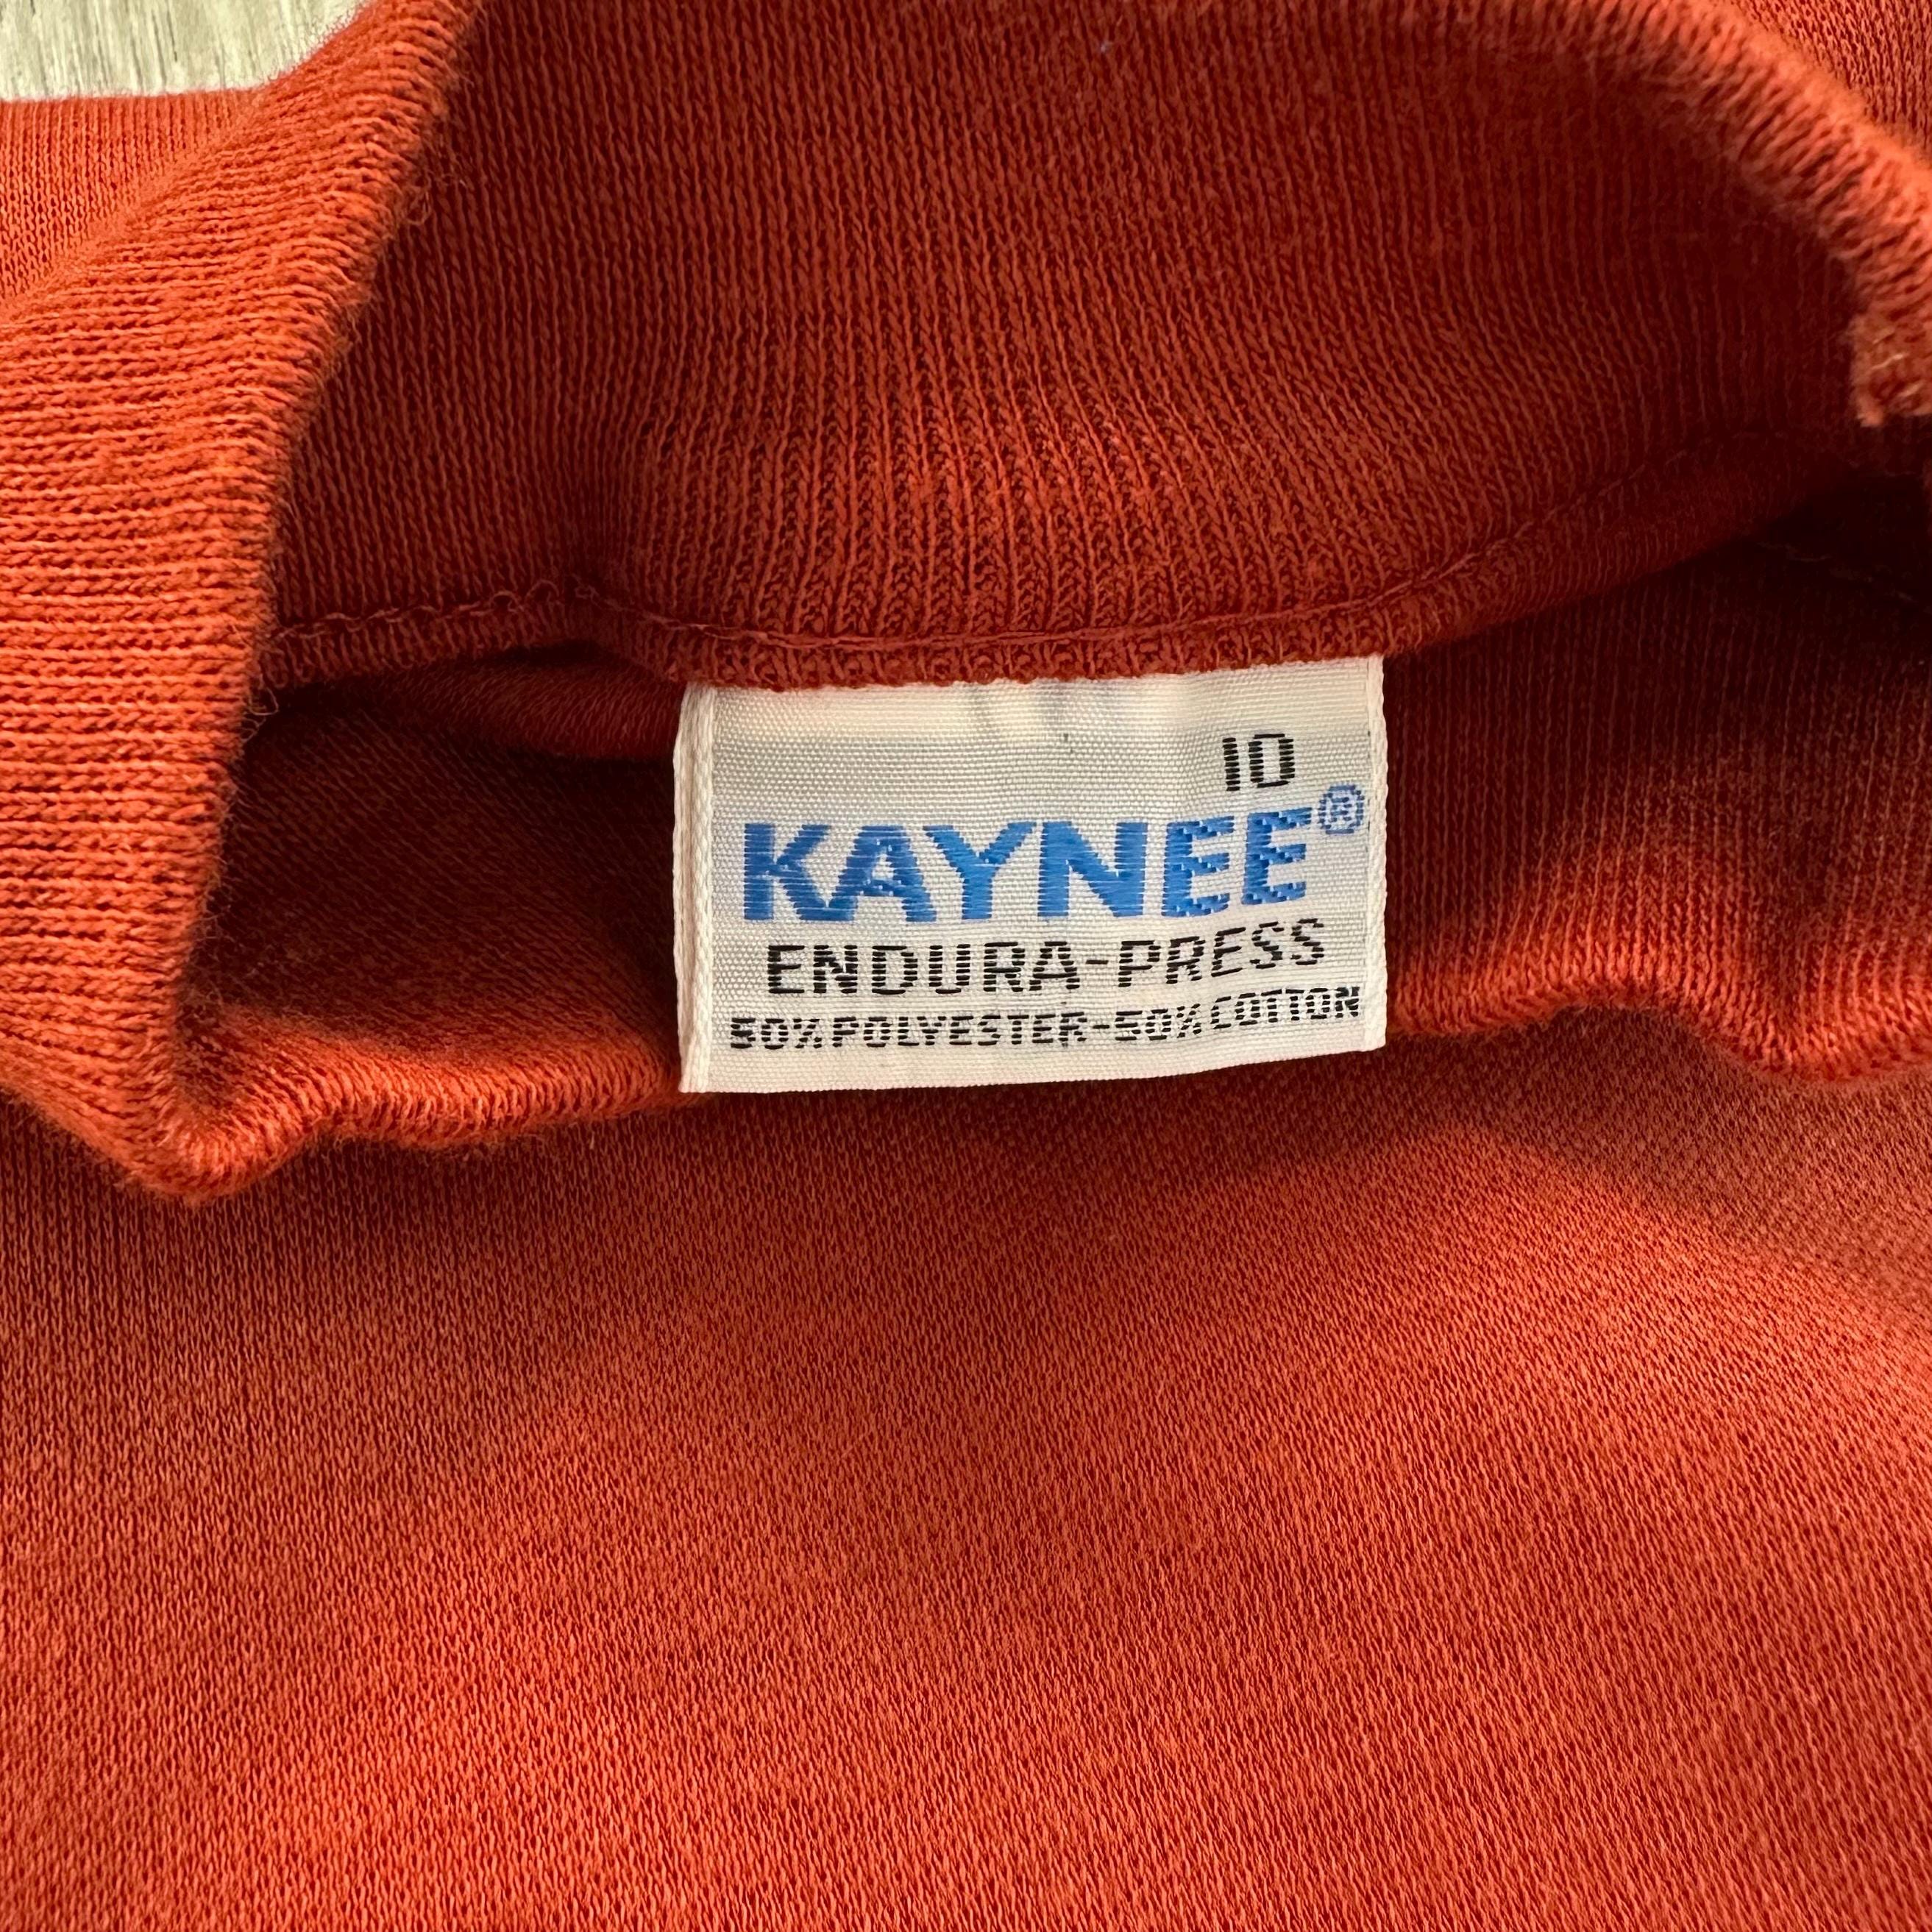 10
KAYNEE®
ENDURA-PRESS
50% POLYESTER-50% COTTON